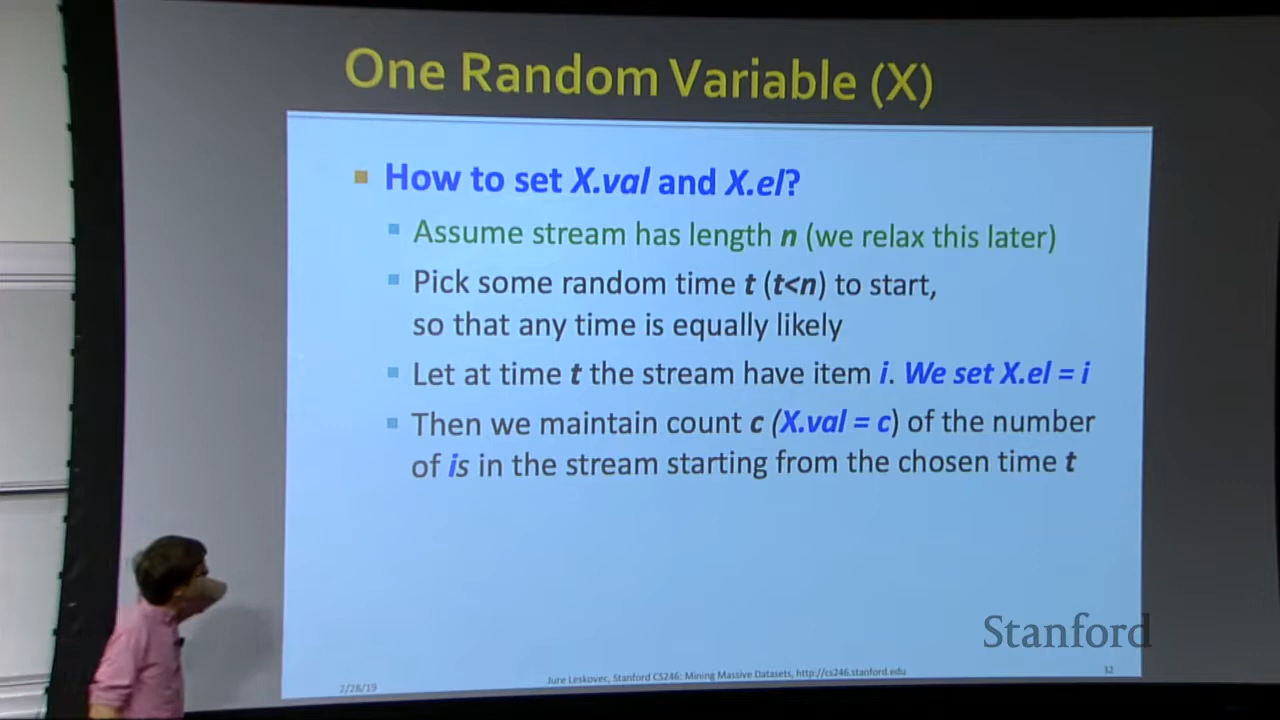 One Random Variable (X)
How to set X.val and X.el?
Assume stream has length n (we relax this later)
Pick some random time t (t<n) to start,
so that any time is equally likely
Let at time t the stream have item i. We set X.el = i
Then we maintain count c (X.val = c) of the number
of is in the stream starting from the chosen time t
Stanford
2/28/19
Jure Leskovec, Stanford CS246: Mining Massive Datasets, http://cs246.stanford.edu
32